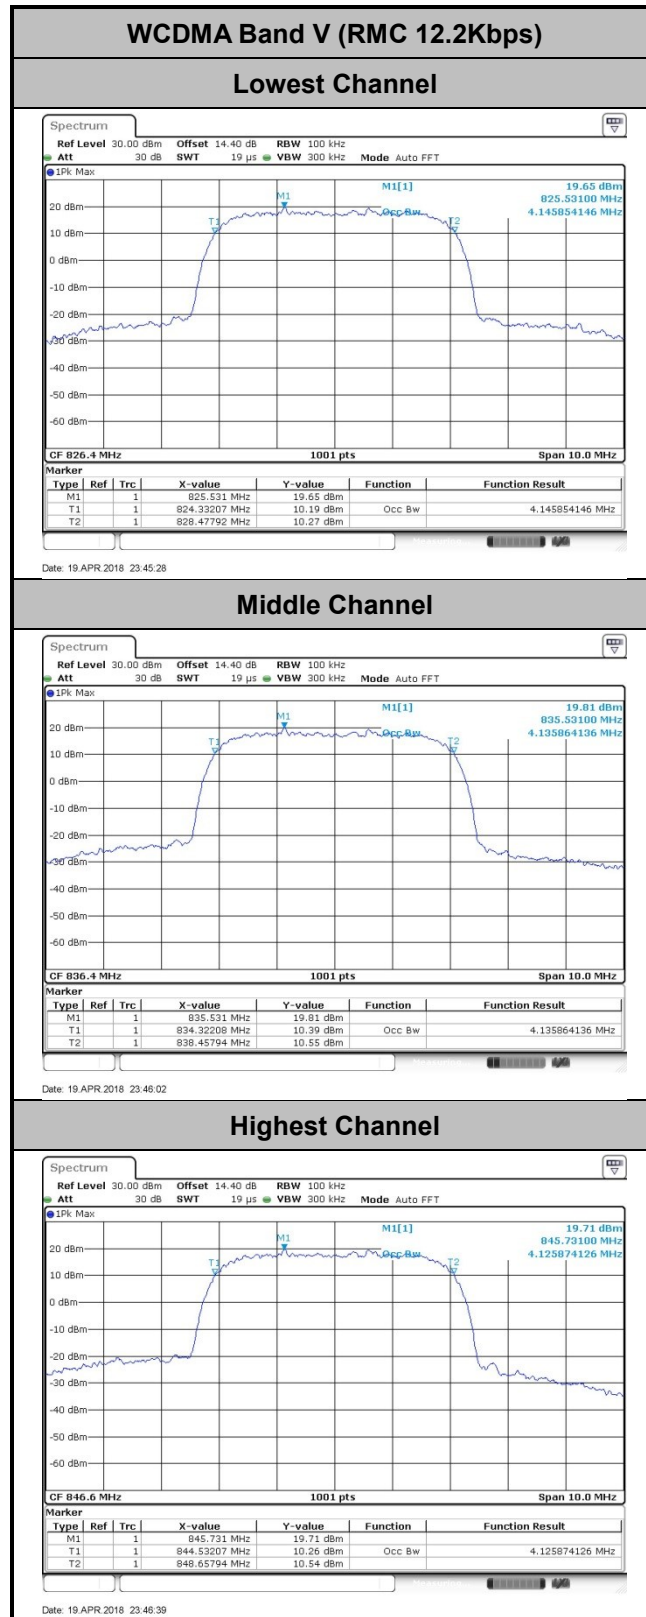 WCDMA Band V (RMC 12.2Kbps)
Lowest Channel
Spectrum
Ref Level 30.00 dBm Offset 14.40 dB RBW 100 kHz
Att 30 dB SWT 19 µs VBW 300 kHz Mode Auto FFT
1Pk Max
M1[1] 19.65 dBm
825.53100 MHz
Occ Bw 4.145854146 MHz
M1
T1
T2
20 dBm
10 dBm
0 dBm
-10 dBm
-20 dBm
-30 dBm
-40 dBm
-50 dBm
-60 dBm
CF 826.4 MHz 1001 pts Span 10.0 MHz
Marker
Type Ref Trc X-value Y-value Function Function Result
M1 1 825.531 MHz 19.65 dBm
T1 1 824.33207 MHz 10.19 dBm Occ Bw 4.145854146 MHz
T2 1 828.47792 MHz 10.27 dBm
Date: 19.APR.2018 23:45:28
Middle Channel
Spectrum
Ref Level 30.00 dBm Offset 14.40 dB RBW 100 kHz
Att 30 dB SWT 19 µs VBW 300 kHz Mode Auto FFT
1Pk Max
M1[1] 19.81 dBm
835.53100 MHz
Occ Bw 4.135864136 MHz
M1
T1
T2
20 dBm
10 dBm
0 dBm
-10 dBm
-20 dBm
-30 dBm
-40 dBm
-50 dBm
-60 dBm
CF 836.4 MHz 1001 pts Span 10.0 MHz
Marker
Type Ref Trc X-value Y-value Function Function Result
M1 1 835.531 MHz 19.81 dBm
T1 1 834.32208 MHz 10.39 dBm Occ Bw 4.135864136 MHz
T2 1 838.45794 MHz 10.55 dBm
Date: 19.APR.2018 23:46:02
Highest Channel
Spectrum
Ref Level 30.00 dBm Offset 14.40 dB RBW 100 kHz
Att 30 dB SWT 19 µs VBW 300 kHz Mode Auto FFT
1Pk Max
M1[1] 19.71 dBm
845.73100 MHz
Occ Bw 4.125874126 MHz
M1
T1
T2
20 dBm
10 dBm
0 dBm
-10 dBm
-20 dBm
-30 dBm
-40 dBm
-50 dBm
-60 dBm
CF 846.6 MHz 1001 pts Span 10.0 MHz
Marker
Type Ref Trc X-value Y-value Function Function Result
M1 1 845.731 MHz 19.71 dBm
T1 1 844.53207 MHz 10.26 dBm Occ Bw 4.125874126 MHz
T2 1 848.65794 MHz 10.54 dBm
Date: 19.APR.2018 23:46:39